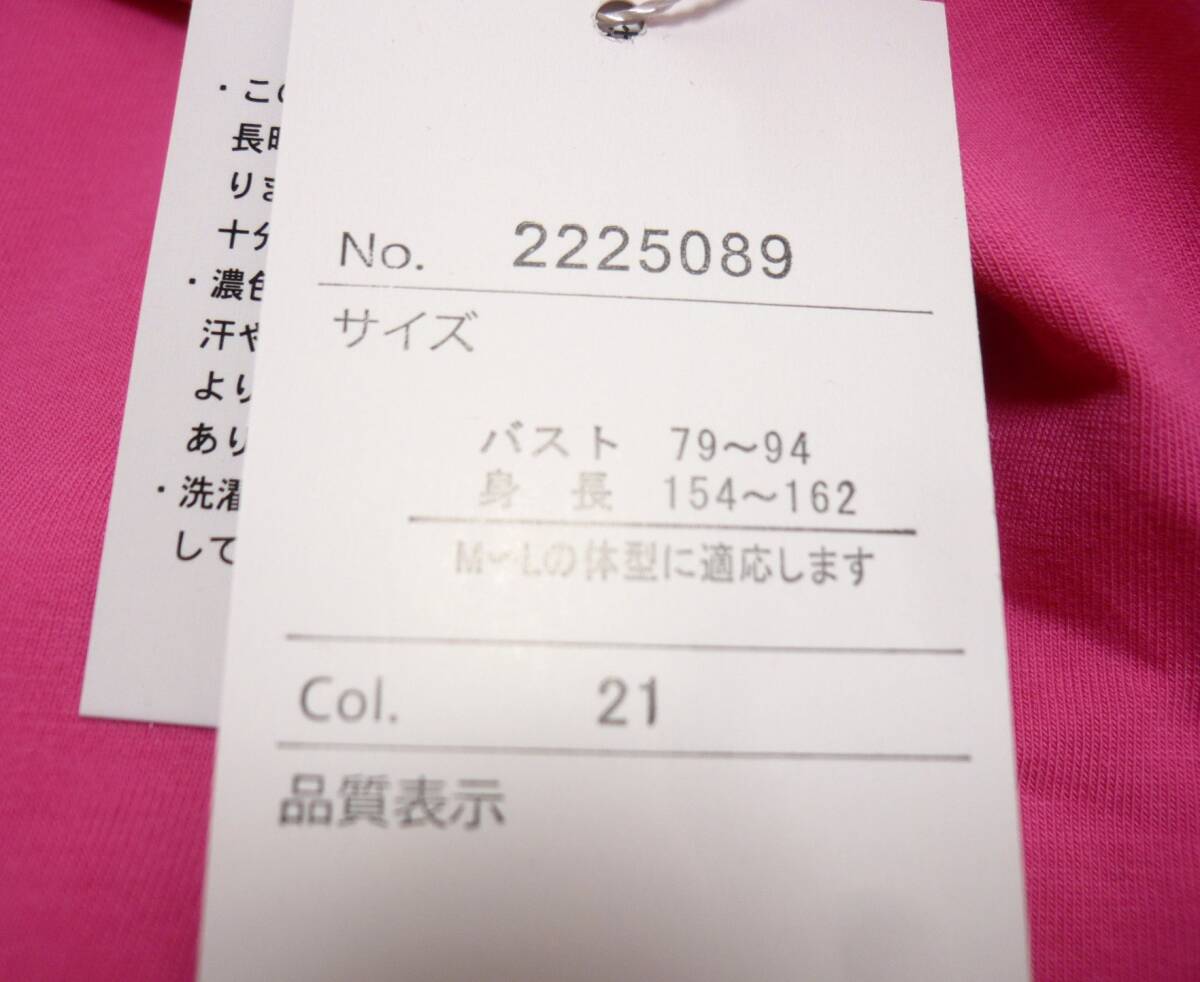 ・この
長時
りま
十分
・濃色
汗や
より
あり
・洗濯
して
No. 2225089
サイズ
バスト 79～94
身 長 154～162
M～Lの体型に適応します
Col. 21
品質表示